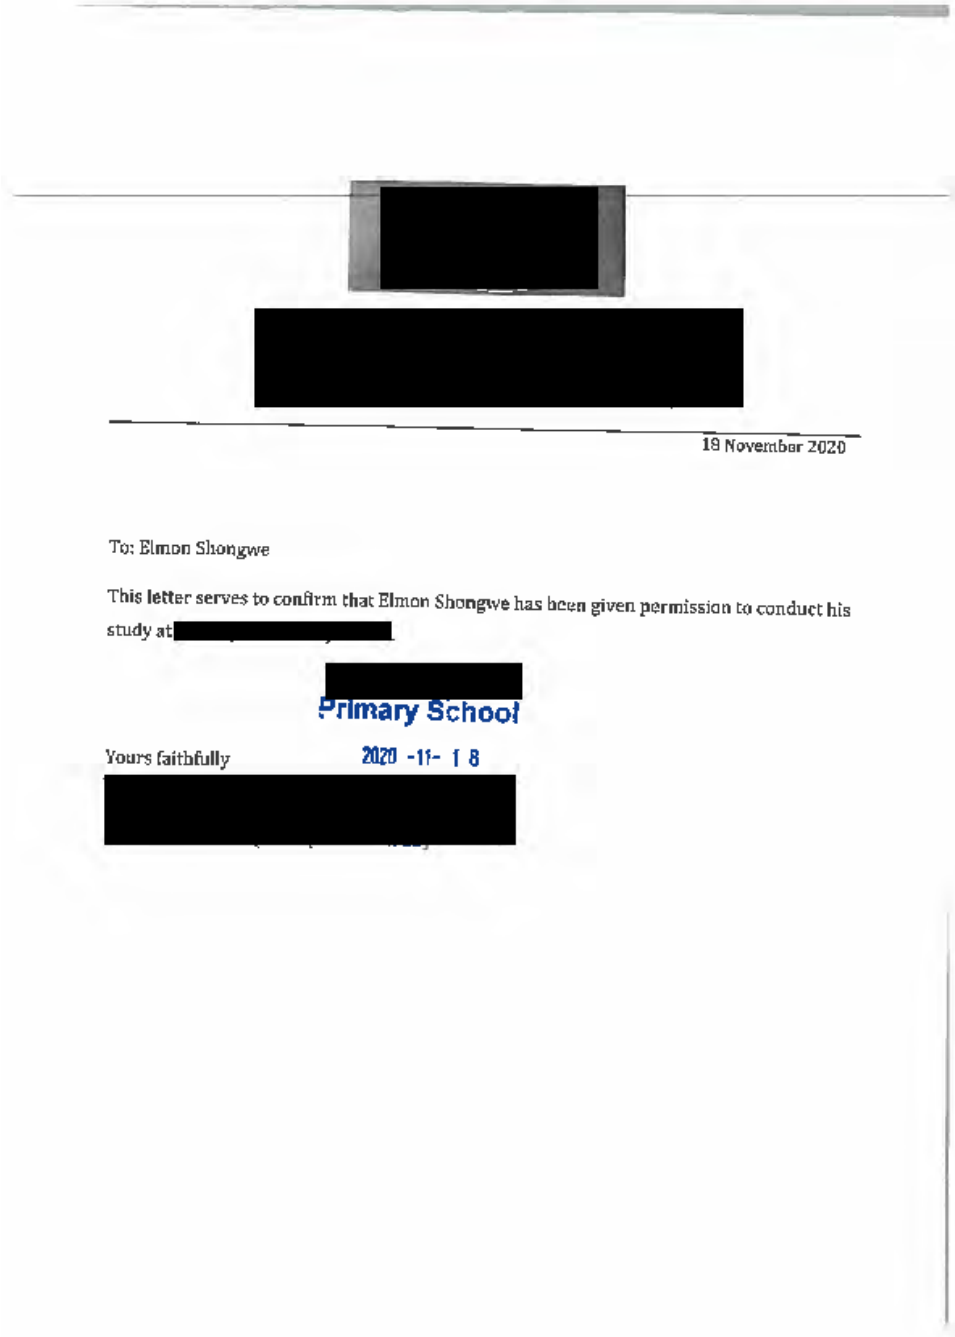 18 November 2020
To: Elmon Shongwe
This letter serves to confirm that Elmon Shongwe has been given permission to conduct his
study at
Primary School
Yours faithfully
2020 -11- 18